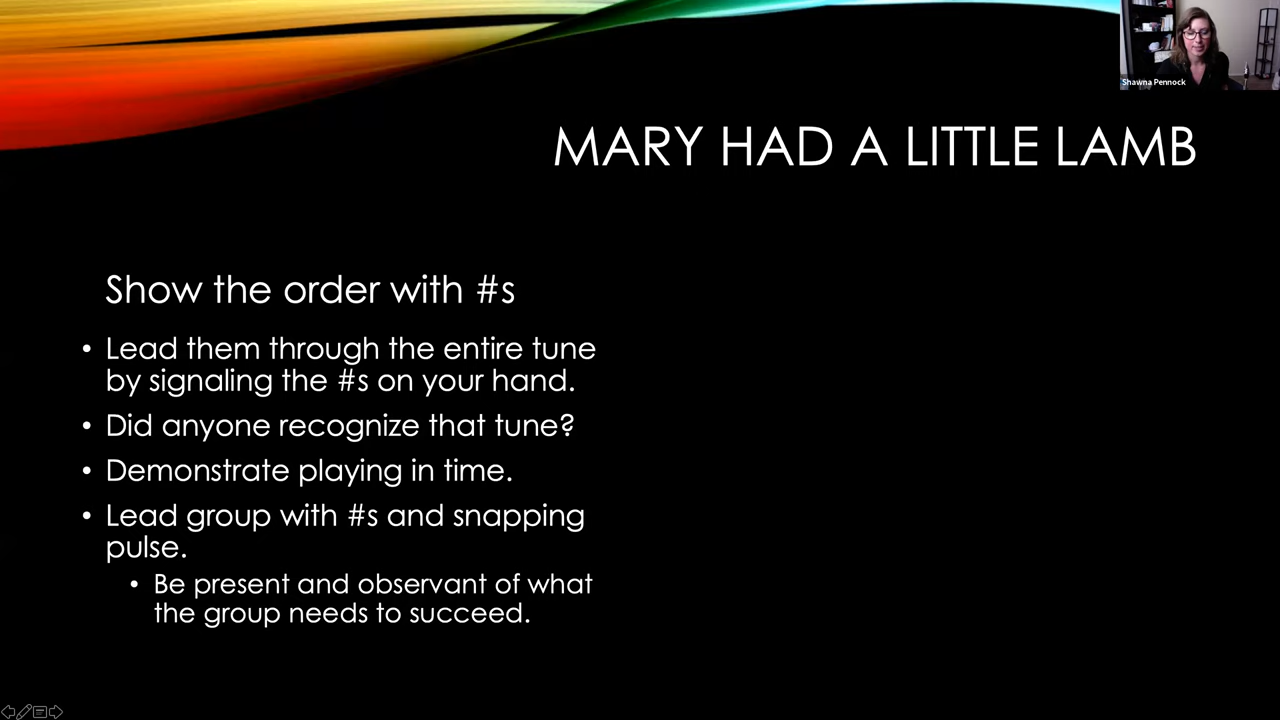 Shawna Pennock
MARY HAD A LITTLE LAMB
Show the order with #s
• Lead them through the entire tune
by signaling the #s on your hand.
• Did anyone recognize that tune?
• Demonstrate playing in time.
• Lead group with #s and snapping
pulse.
• Be present and observant of what
the group needs to succeed.